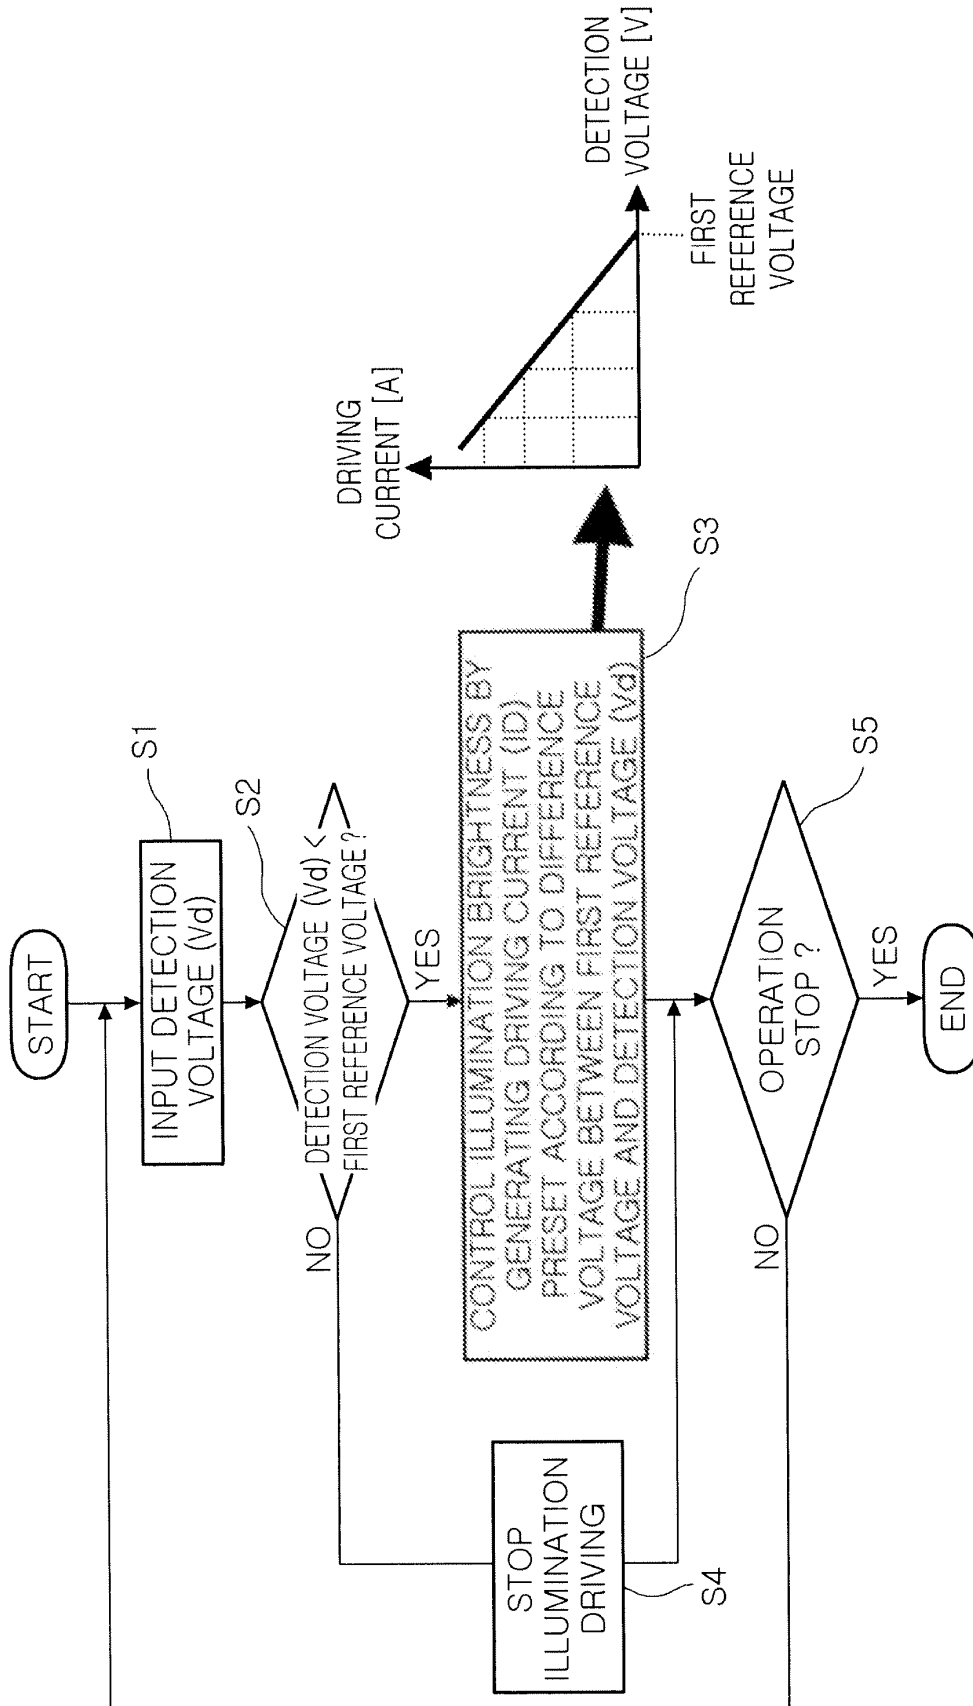 START
INPUT DETECTION
VOLTAGE (Vd)
S1
DETECTION VOLTAGE (Vd) <
FIRST REFERENCE VOLTAGE ?
S2
NO
YES
CONTROL ILLUMINATION BRIGHTNESS BY
GENERATING DRIVING CURRENT (ID)
PRESET ACCORDING TO DIFFERENCE
VOLTAGE BETWEEN FIRST REFERENCE
VOLTAGE AND DETECTION VOLTAGE (Vd)
S3
DRIVING
CURRENT [A]
DETECTION
VOLTAGE [V]
FIRST
REFERENCE
VOLTAGE
STOP
ILLUMINATION
DRIVING
S4
OPERATION
STOP ?
S5
NO
YES
END